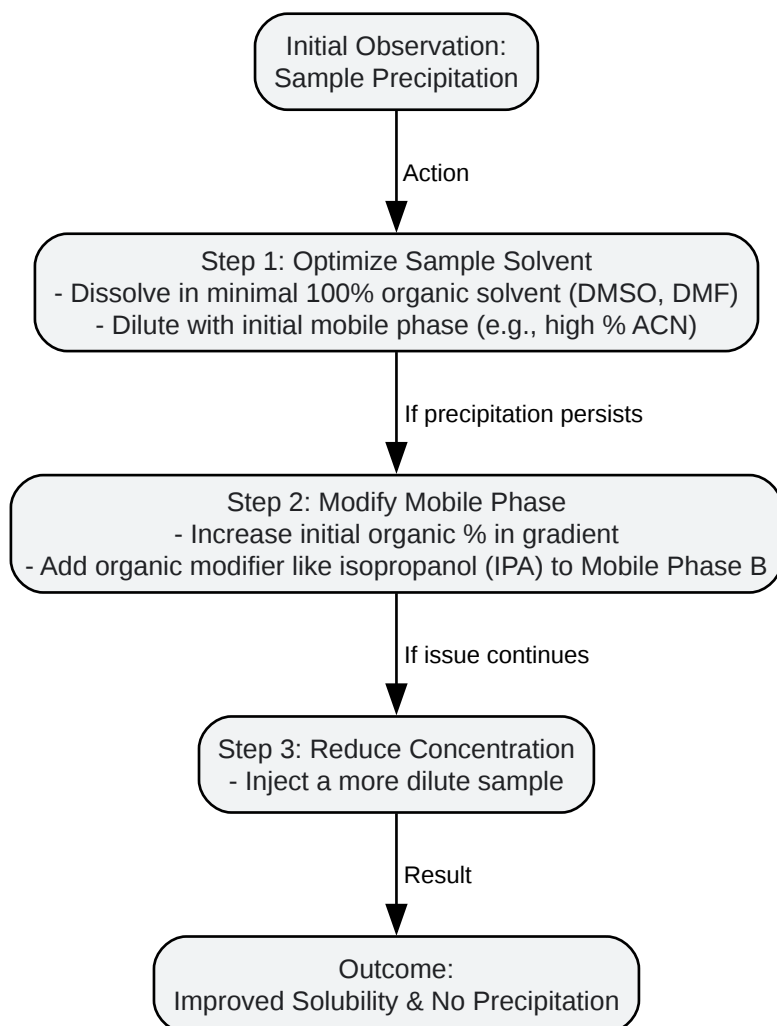 Initial Observation:
Sample Precipitation
Action
Step 1: Optimize Sample Solvent
- Dissolve in minimal 100% organic solvent (DMSO, DMF)
- Dilute with initial mobile phase (e.g., high % ACN)
If precipitation persists
Step 2: Modify Mobile Phase
- Increase initial organic % in gradient
- Add organic modifier like isopropanol (IPA) to Mobile Phase B
If issue continues
Step 3: Reduce Concentration
- Inject a more dilute sample
Result
Outcome:
Improved Solubility & No Precipitation